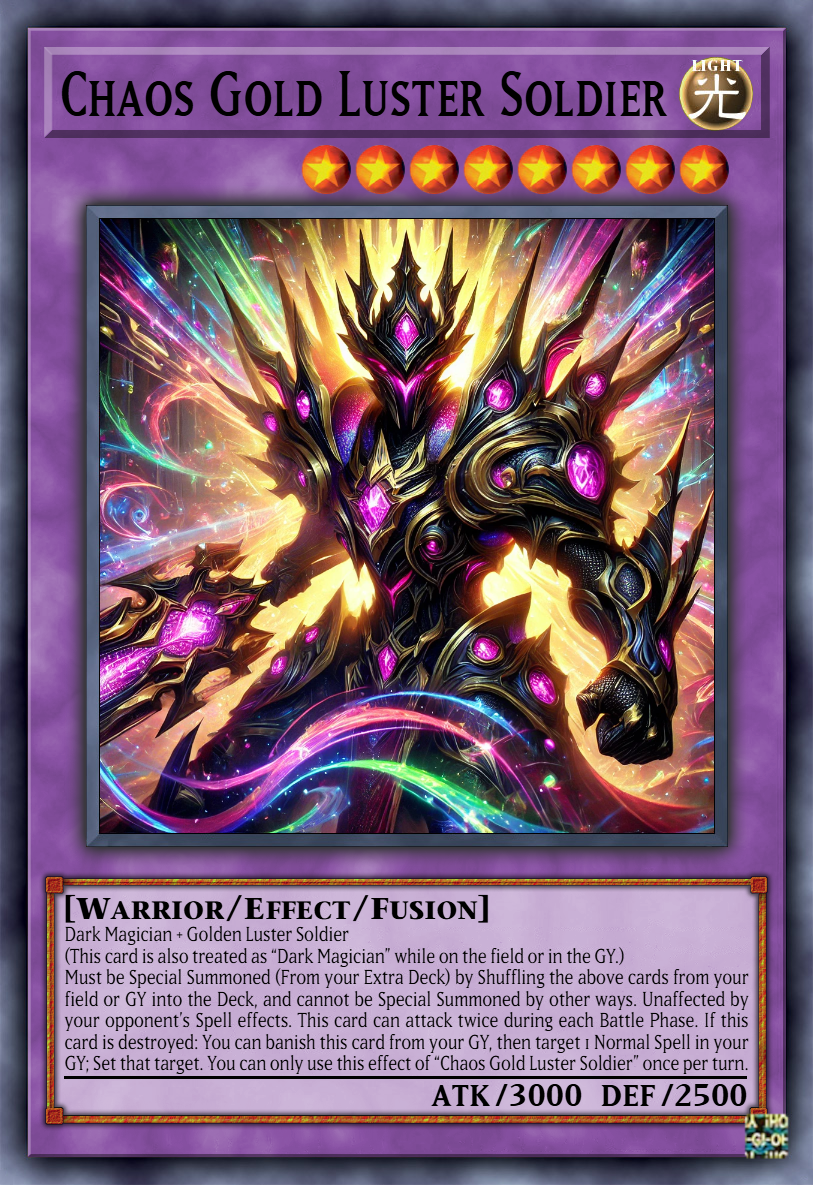 Chaos Gold Luster Soldier
LIGHT
光
[Warrior/Effect/Fusion]
Dark Magician + Golden Luster Soldier
(This card is also treated as “Dark Magician” while on the field or in the GY.)
Must be Special Summoned (From your Extra Deck) by Shuffling the above cards from your
field or GY into the Deck, and cannot be Special Summoned by other ways. Unaffected by
your opponent's Spell effects. This card can attack twice during each Battle Phase. If this
card is destroyed: You can banish this card from your GY, then target 1 Normal Spell in your
GY; Set that target. You can only use this effect of “Chaos Gold Luster Soldier” once per turn.
ATK/3000 DEF/2500